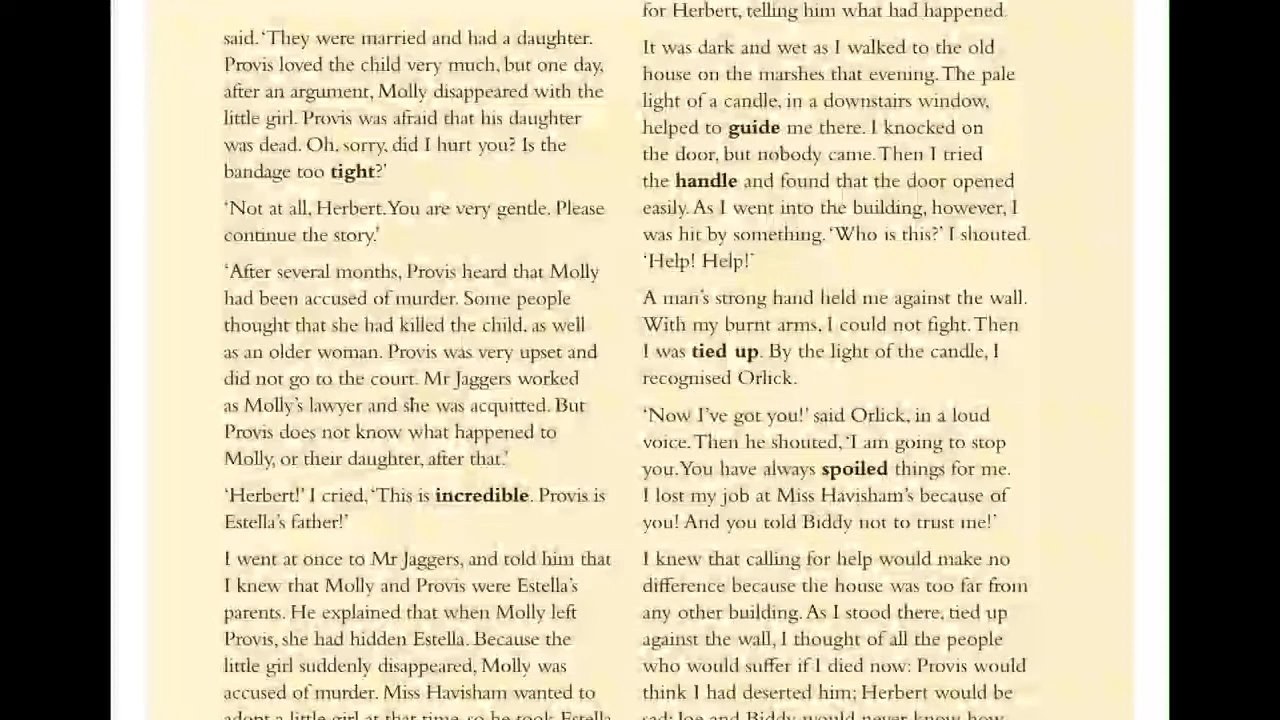 said. ‘They were married and had a daughter.
Provis loved the child very much, but one day,
after an argument, Molly disappeared with the
little girl. Provis was afraid that his daughter
was dead. Oh, sorry, did I hurt you? Is the
bandage too tight?’
‘Not at all, Herbert. You are very gentle. Please
continue the story.’
‘After several months, Provis heard that Molly
had been accused of murder. Some people
thought that she had killed the child, as well
as an older woman. Provis was very upset and
did not go to the court. Mr Jaggers worked
as Molly’s lawyer and she was acquitted. But
Provis does not know what happened to
Molly, or their daughter, after that.’
‘Herbert!’ I cried, ‘This is incredible. Provis is
Estella’s father!’
I went at once to Mr Jaggers, and told him that
I knew that Molly and Provis were Estella’s
parents. He explained that when Molly left
Provis, she had hidden Estella. Because the
little girl suddenly disappeared, Molly was
accused of murder. Miss Havisham wanted to
adopt a little girl at that time, so he took Estella
for Herbert, telling him what had happened.
It was dark and wet as I walked to the old
house on the marshes that evening. The pale
light of a candle, in a downstairs window,
helped to guide me there. I knocked on
the door, but nobody came. Then I tried
the handle and found that the door opened
easily. As I went into the building, however, I
was hit by something. ‘Who is this?’ I shouted.
‘Help! Help!’
A man’s strong hand held me against the wall.
With my burnt arms, I could not fight. Then
I was tied up. By the light of the candle, I
recognised Orlick.
‘Now I’ve got you!’ said Orlick, in a loud
voice. Then he shouted, ‘I am going to stop
you. You have always spoiled things for me.
I lost my job at Miss Havisham’s because of
you! And you told Biddy not to trust me!’
I knew that calling for help would make no
difference because the house was too far from
any other building. As I stood there, tied up
against the wall, I thought of all the people
who would suffer if I died now: Provis would
think I had deserted him; Herbert would be
sad; Joe and Biddy would never know how